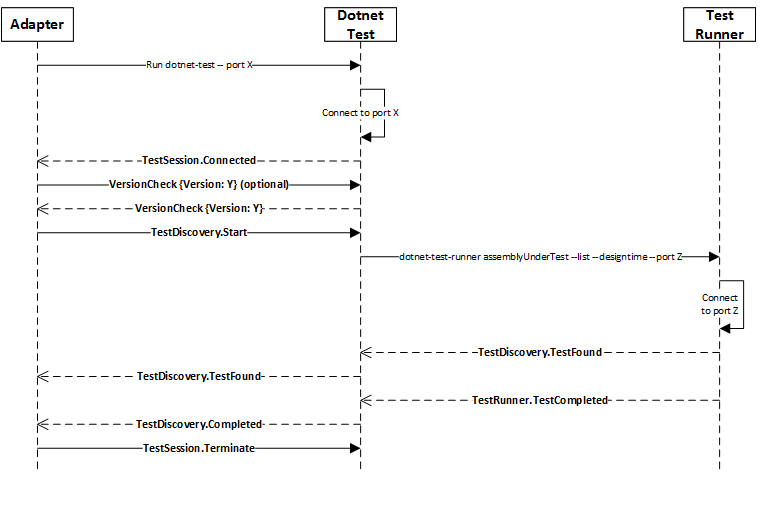 Adapter
Dotnet
Test
Test
Runner
Run dotnet-test -- port X
Connect to port X
TestSession.Connected
VersionCheck {Version: Y} (optional)
VersionCheck {Version: Y}
TestDiscovery.Start
dotnet-test-runner assemblyUnderTest --list --designtime --port Z
Connect
to port Z
TestDiscovery.TestFound
TestDiscovery.TestFound
TestRunner.TestCompleted
TestDiscovery.Completed
TestSession.Terminate